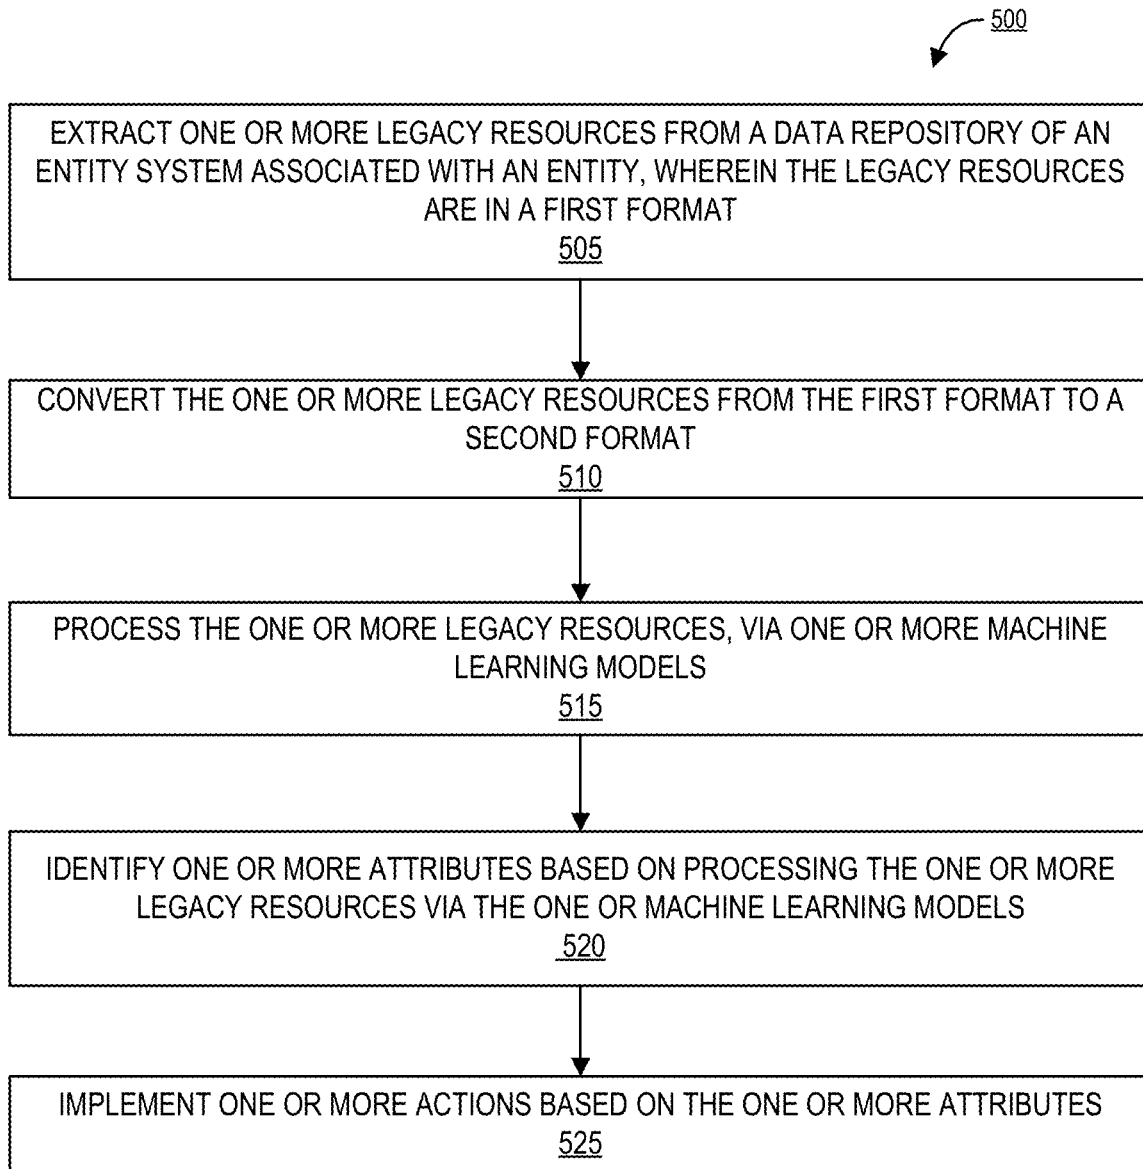 500
EXTRACT ONE OR MORE LEGACY RESOURCES FROM A DATA REPOSITORY OF AN
ENTITY SYSTEM ASSOCIATED WITH AN ENTITY, WHEREIN THE LEGACY RESOURCES
ARE IN A FIRST FORMAT
505
CONVERT THE ONE OR MORE LEGACY RESOURCES FROM THE FIRST FORMAT TO A
SECOND FORMAT
510
PROCESS THE ONE OR MORE LEGACY RESOURCES, VIA ONE OR MORE MACHINE
LEARNING MODELS
515
IDENTIFY ONE OR MORE ATTRIBUTES BASED ON PROCESSING THE ONE OR MORE
LEGACY RESOURCES VIA THE ONE OR MACHINE LEARNING MODELS
520
IMPLEMENT ONE OR MORE ACTIONS BASED ON THE ONE OR MORE ATTRIBUTES
525